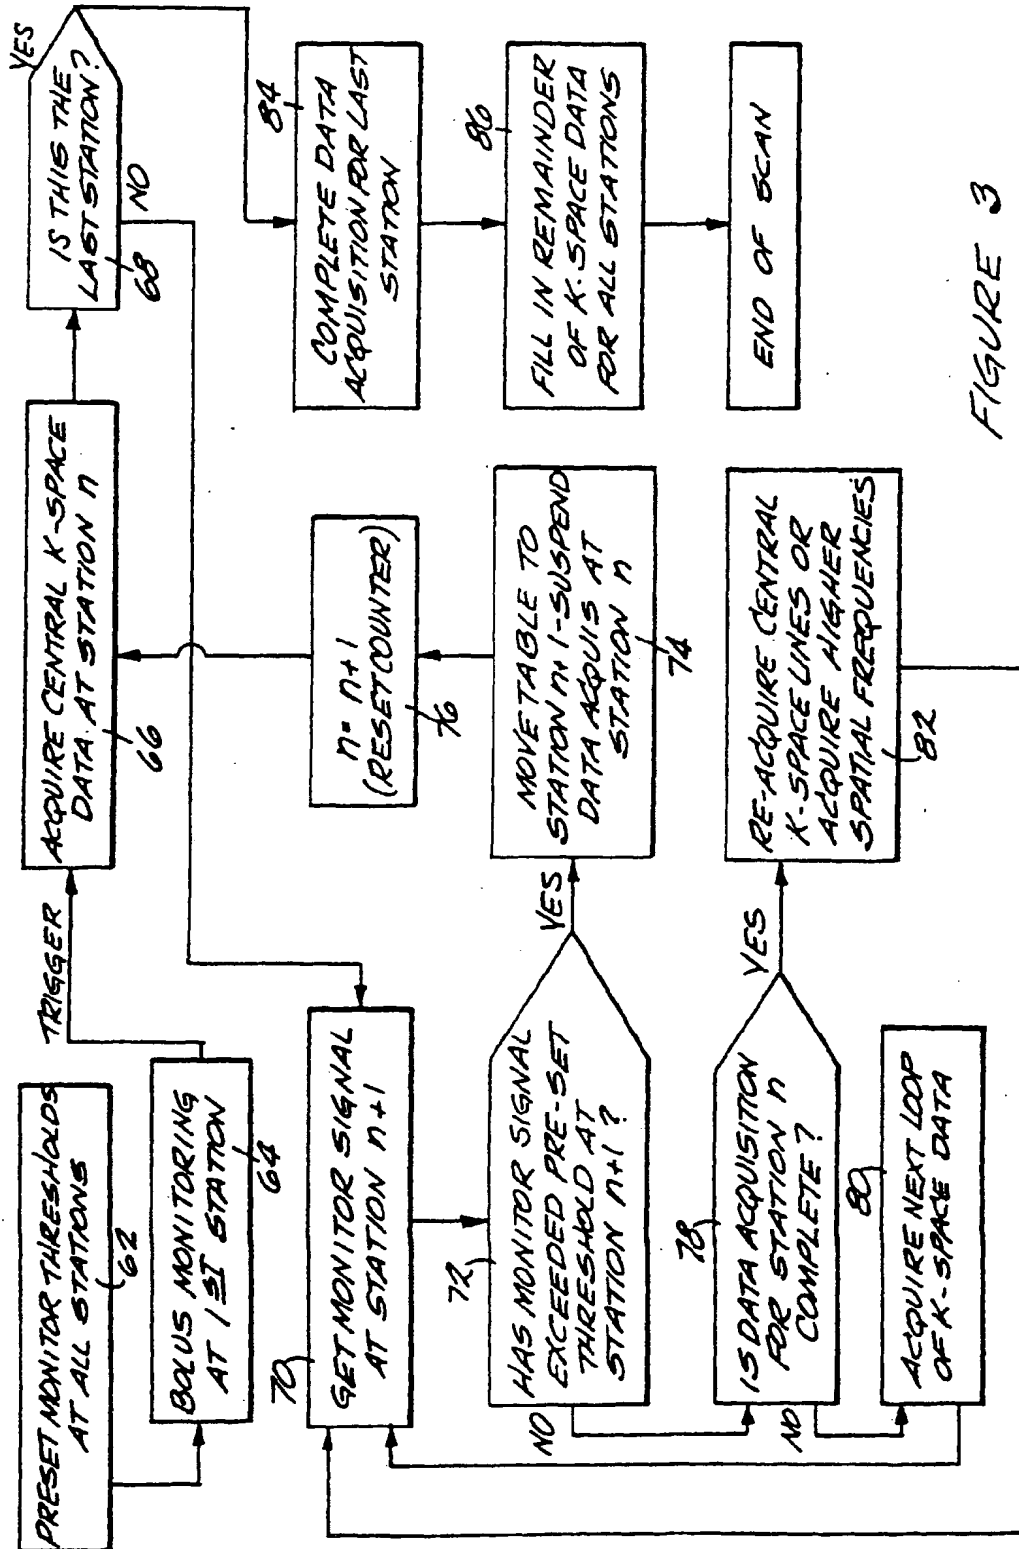 PRESET MONITOR THRESHOLDS
AT ALL STATIONS
62
BOLUS MONITORING
AT 1ST STATION
64
TRIGGER
ACQUIRE CENTRAL K-SPACE
DATA AT STATION n
66
IS THIS THE
LAST STATION?
68
YES
NO
GET MONITOR SIGNAL
AT STATION n+1
70
HAS MONITOR SIGNAL
EXCEEDED PRE-SET
THRESHOLD AT
STATION n+1?
72
YES
NO
MOVE TABLE TO
STATION n+1-SUSPEND
DATA ACQUIS AT
STATION n
74
n= n+1
(RESET COUNTER)
76
IS DATA ACQUISITION
FOR STATION n
COMPLETE?
78
YES
NO
ACQUIRE NEXT LOOP
OF K-SPACE DATA
80
RE-ACQUIRE CENTRAL
K-SPACE LINES OR
ACQUIRE HIGHER
SPATIAL FREQUENCIES
82
COMPLETE DATA
ACQUISITION FOR LAST
STATION
84
FILL IN REMAINDER
OF K-SPACE DATA
FOR ALL STATIONS
86
END OF SCAN
FIGURE 3